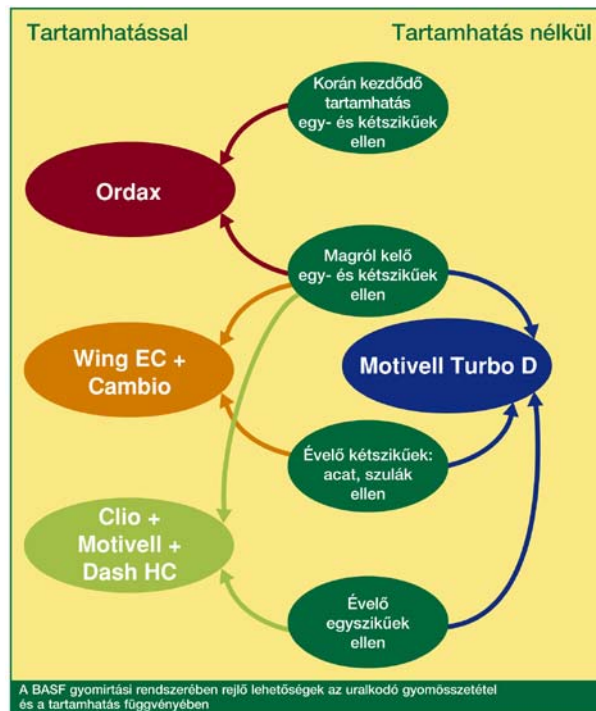 Tartamhatással
Tartamhatás nélkül
Korán kezdődő
tartamhatás
egy- és kétszikűek
ellen
Ordax
Magról kelő
egy- és kétszikűek
ellen
Wing EC +
Cambio
Motivell Turbo D
Évelő kétszikűek:
acat, szulák
ellen
Clio +
Motivell +
Dash HC
Évelő
egyszikűek
ellen
A BASF gyomirtási rendszerében rejlő lehetőségek az uralkodó gyomösszetétel
és a tartamhatás függvényében